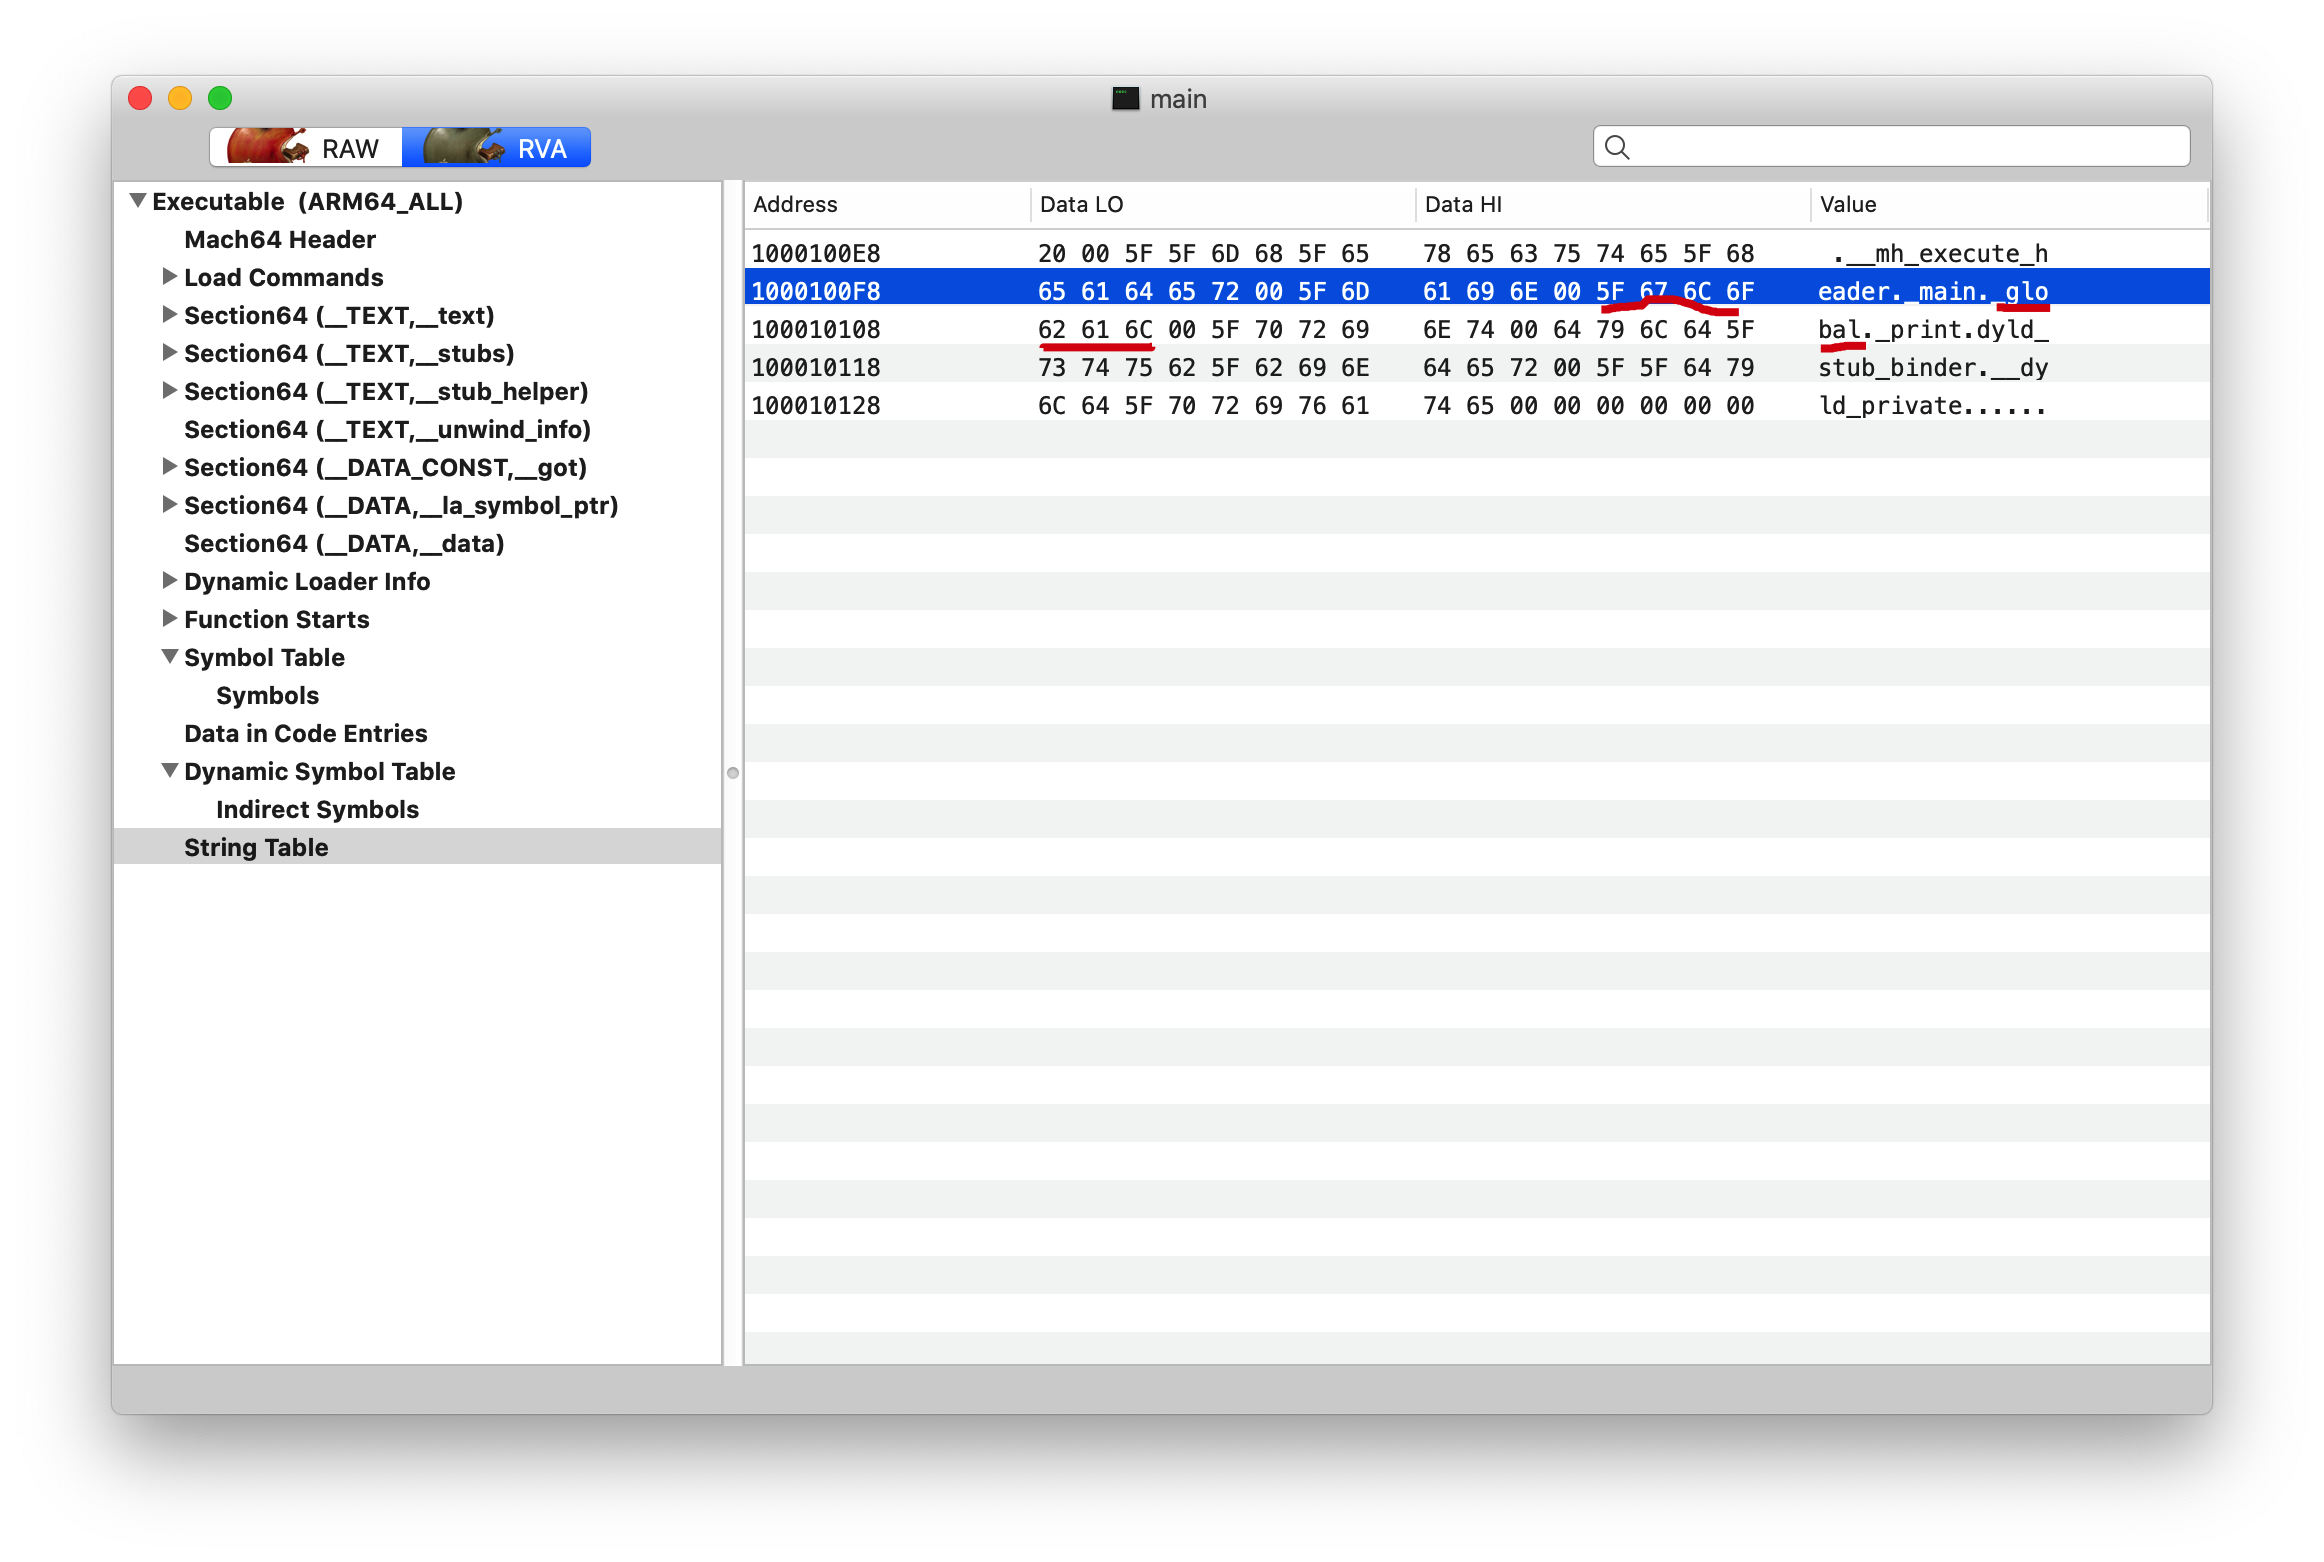 main
RAW RVA
Executable (ARM64_ALL)
Mach64 Header
Load Commands
Section64 (__TEXT,__text)
Section64 (__TEXT,__stubs)
Section64 (__TEXT,__stub_helper)
Section64 (__TEXT,__unwind_info)
Section64 (__DATA_CONST,__got)
Section64 (__DATA,__la_symbol_ptr)
Section64 (__DATA,__data)
Dynamic Loader Info
Function Starts
Symbol Table
Symbols
Data in Code Entries
Dynamic Symbol Table
Indirect Symbols
String Table
Address Data LO Data HI Value
1000100E8 20 00 5F 5F 6D 68 5F 65 78 65 63 75 74 65 5F 68 .__mh_execute_h
1000100F8 65 61 64 65 72 00 5F 6D 61 69 6E 00 5F 67 6C 6F eader._main._glo
100010108 62 61 6C 00 5F 70 72 69 6E 74 00 64 79 6C 64 5F bal._print.dyld_
100010118 73 74 75 62 5F 62 69 6E 64 65 72 00 5F 5F 64 79 stub_binder.__dy
100010128 6C 64 5F 70 72 69 76 61 74 65 00 00 00 00 00 00 ld_private......